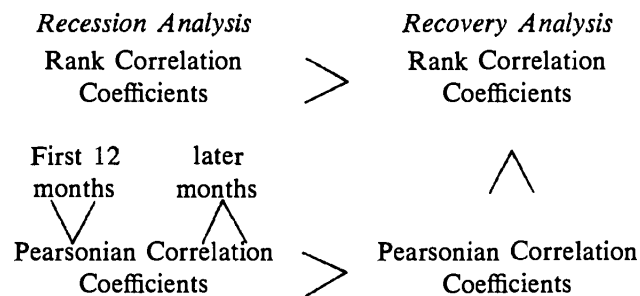 Recession Analysis
Rank Correlation
Coefficients
>
Recovery Analysis
Rank Correlation
Coefficients
First 12
months
later
months
Pearsonian Correlation
Coefficients
>
Pearsonian Correlation
Coefficients